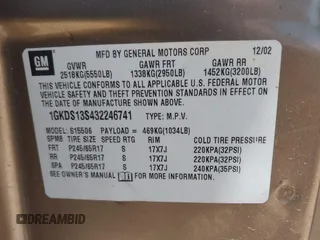 GM
MFD BY GENERAL MOTORS CORP 12/02
GVWR GAWR FRT GAWR RR
2518KG(5550LB) 1338KG(2950LB) 1452KG(3200LB)
THIS VEHICLE CONFORMS TO ALL APPLICABLE U.S. FEDERAL MOTOR
VEHICLE SAFETY AND THEFT PREVENTION STANDARDS IN EFFECT ON
THE DATE OF MANUFACTURE SHOWN ABOVE.
1GKDS13S432246741 TYPE: M.P.V.
MODEL: S15506 PAYLOAD = 469KG(1034LB)
TIRE SIZE SPEED RTG RIM COLD TIRE PRESSURE
FRT P245/65R17 S 17X7J 220KPA(32PSI)
RR P245/65R17 S 17X7J 220KPA(32PSI)
SPA P245/65R17 S 17X7J 240KPA(35PSI)
SEE OWNER'S MANUAL FOR MORE INFORMATION.
DREAMBID